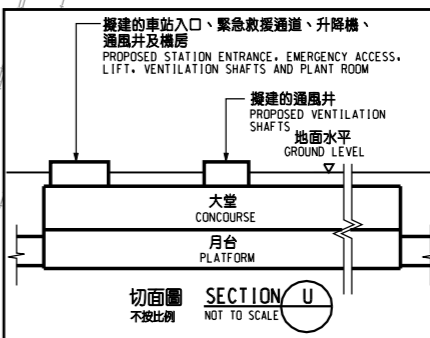 擬建的車站入口、緊急救援通道、升降機、
通風井及機房
PROPOSED STATION ENTRANCE, EMERGENCY ACCESS,
LIFT, VENTILATION SHAFTS AND PLANT ROOM
擬建的通風井
PROPOSED VENTILATION
SHAFTS
地面水平
GROUND LEVEL
大堂
CONCOURSE
月台
PLATFORM
切面圖
不按比例
SECTION U
NOT TO SCALE